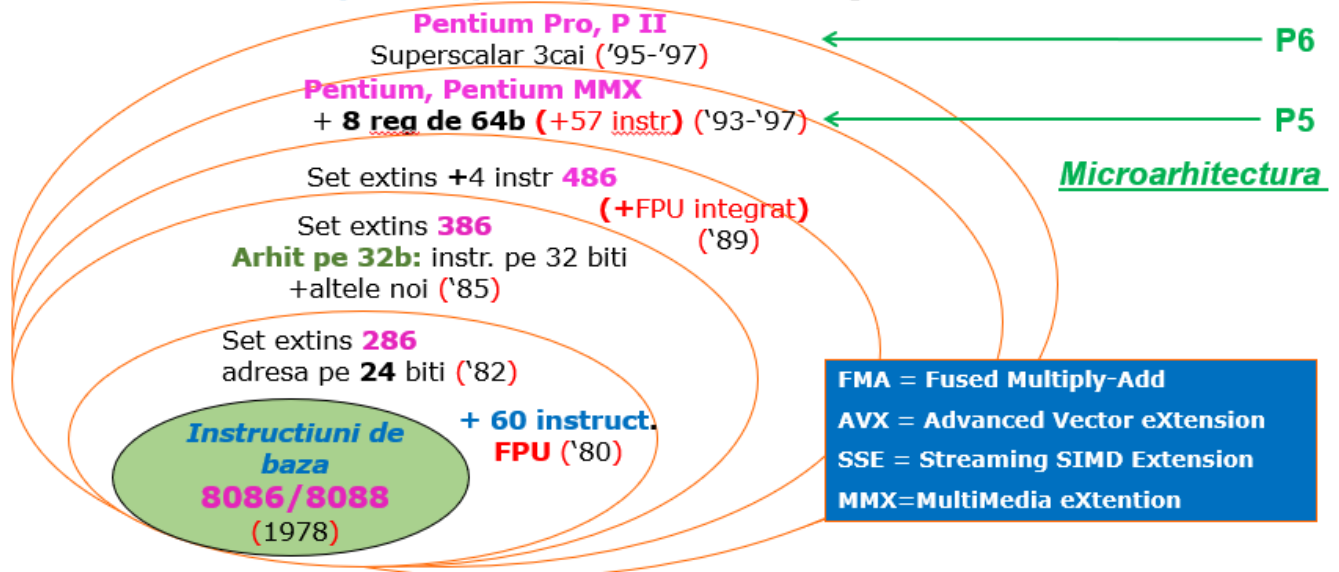 Pentium Pro, P II
Superscalar 3cai ('95-'97)
P6
Pentium, Pentium MMX
+ 8 reg de 64b (+57 instr) (‘93-‘97)
P5
Microarhitectura
Set extins +4 instr 486
(+FPU integrat)
(‘89)
Set extins 386
Arhit pe 32b: instr. pe 32 biti
+altele noi (‘85)
Set extins 286
adresa pe 24 biti (‘82)
+ 60 instruct.
FPU (‘80)
Instructiuni de
baza
8086/8088
(1978)
FMA = Fused Multiply-Add
AVX = Advanced Vector eXtension
SSE = Streaming SIMD Extension
MMX=MultiMedia eXtention